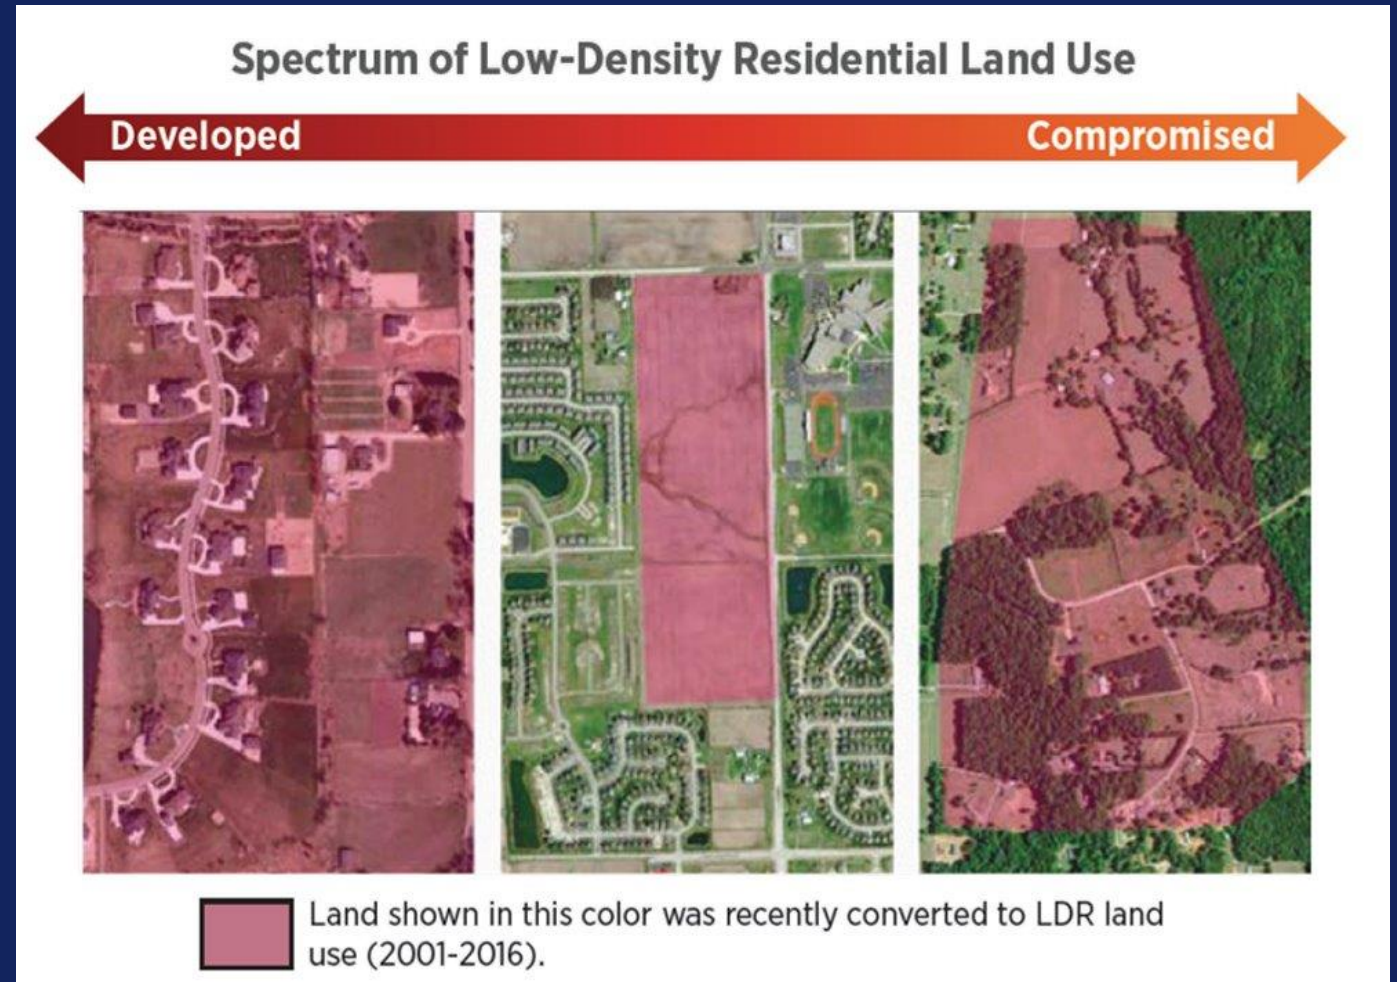 Spectrum of Low-Density Residential Land Use
Developed
Compromised
Land shown in this color was recently converted to LDR land
use (2001-2016).